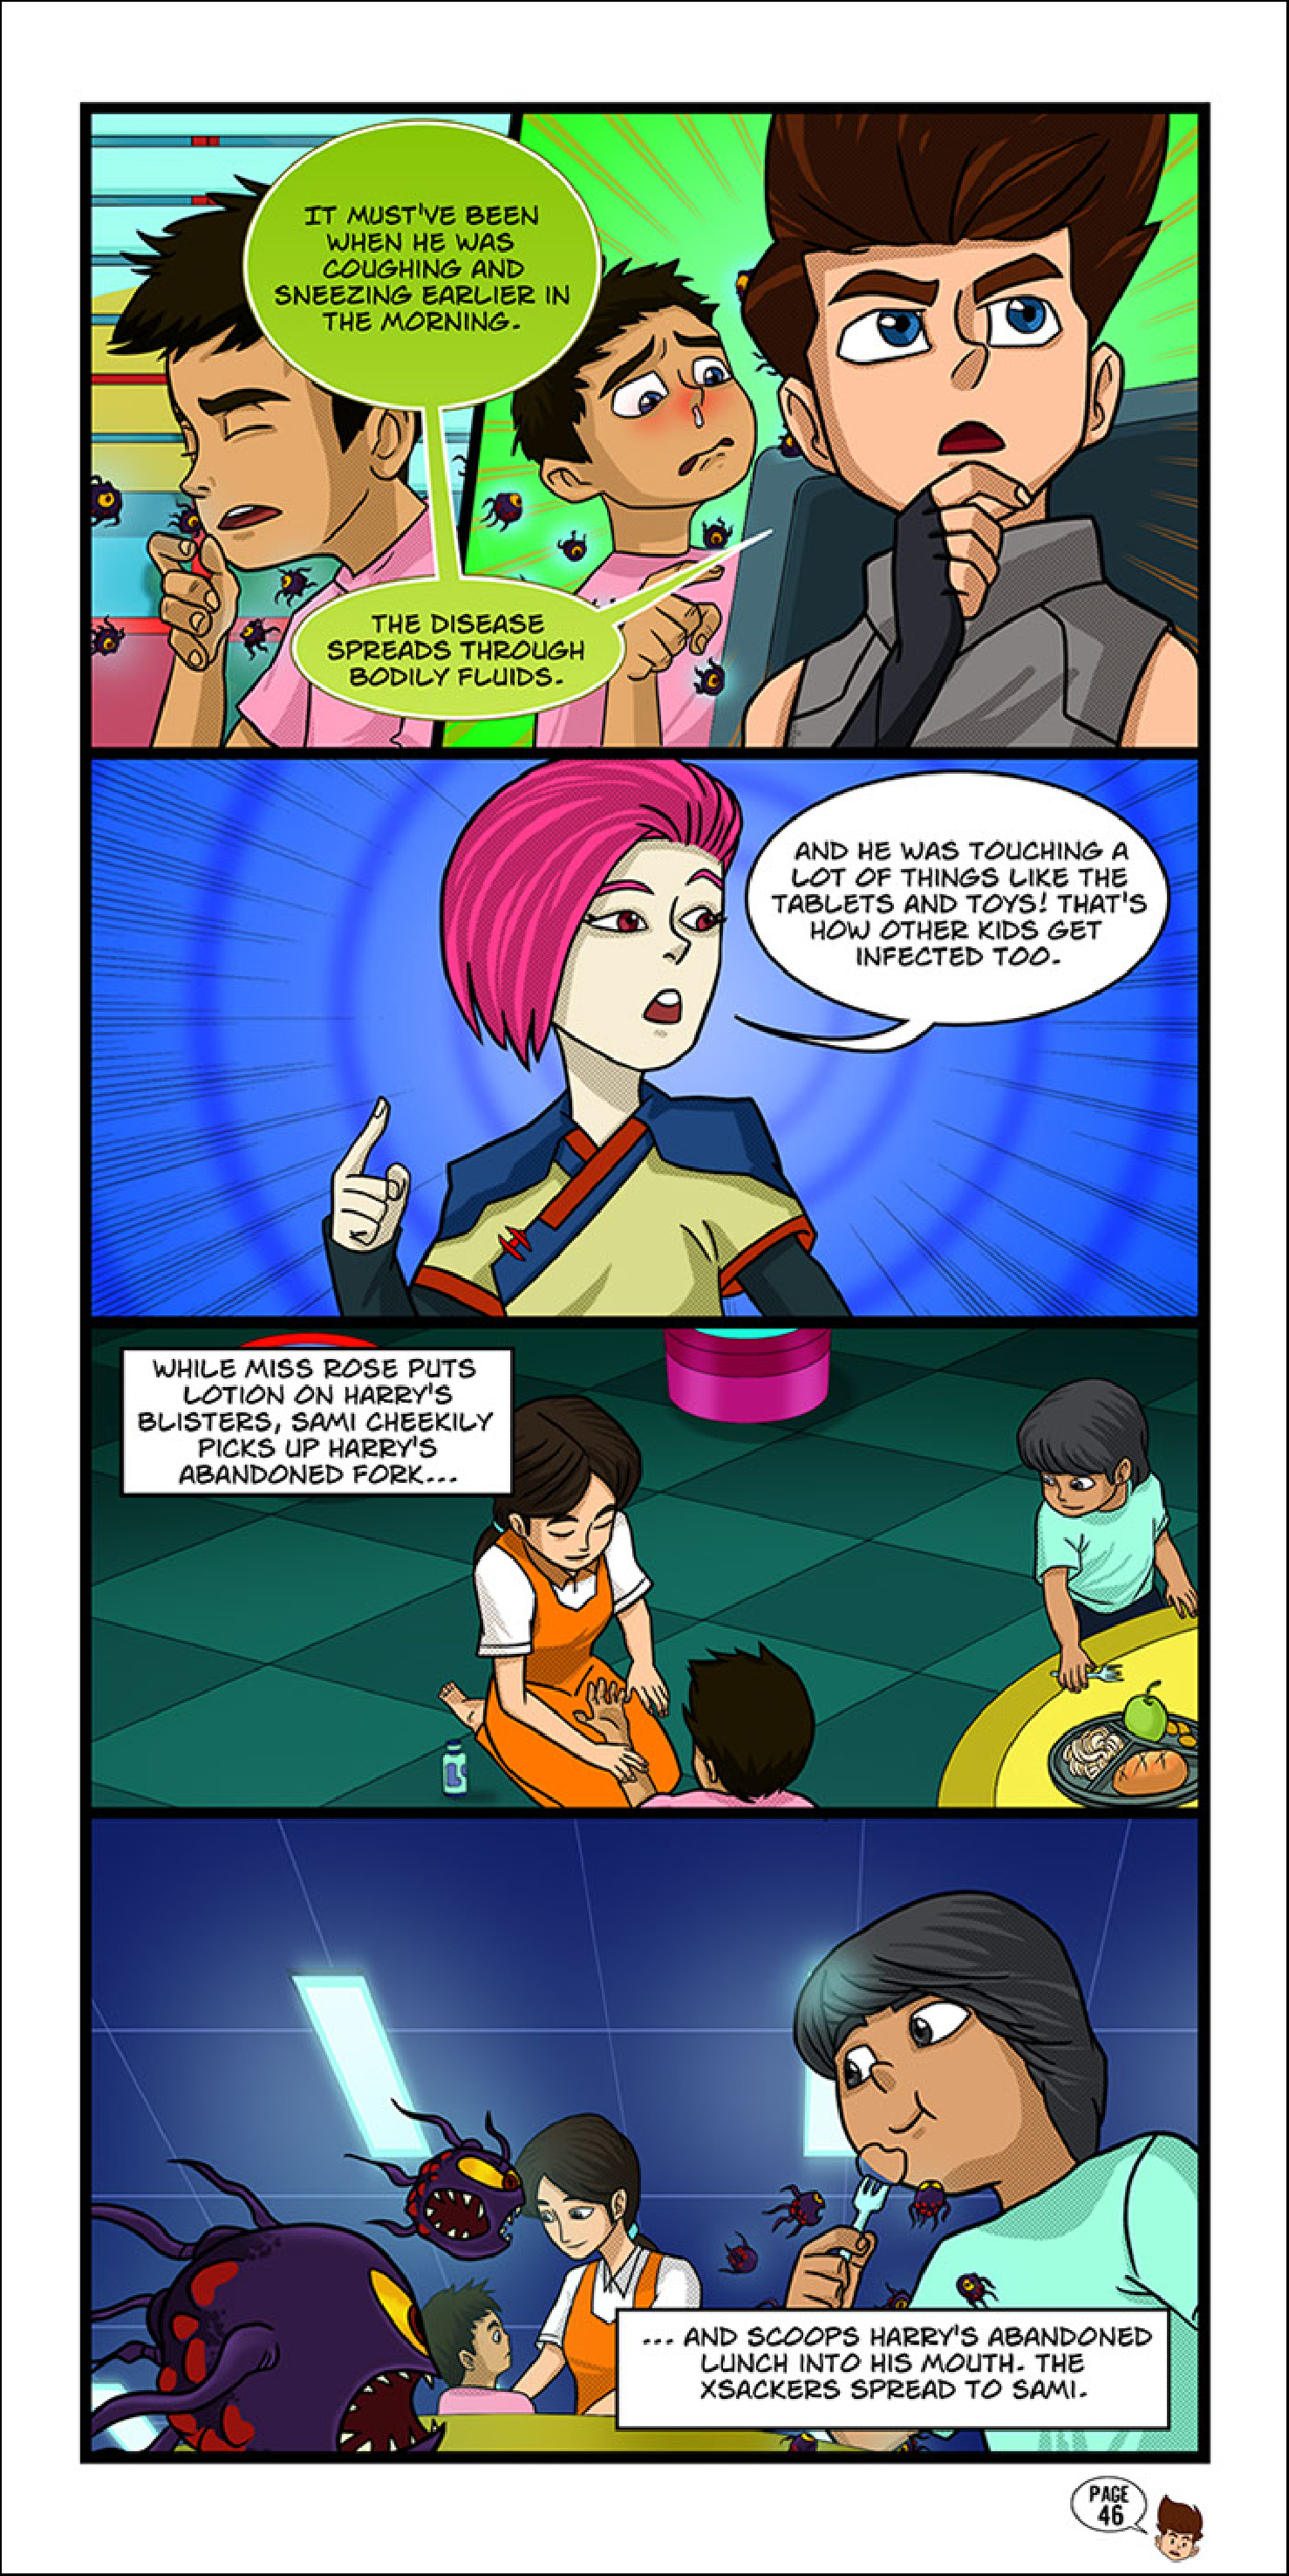 IT MUST'VE BEEN
WHEN HE WAS
COUGHING AND
SNEEZING EARLIER IN
THE MORNING.
THE DISEASE
SPREADS THROUGH
BODILY FLUIDS.
AND HE WAS TOUCHING A
LOT OF THINGS LIKE THE
TABLETS AND TOYS! THAT'S
HOW OTHER KIDS GET
INFECTED TOO.
WHILE MISS ROSE PUTS
LOTION ON HARRY'S
BLISTERS, SAMI CHEEKILY
PICKS UP HARRY'S
ABANDONED FORK...
... AND SCOOPS HARRY'S ABANDONED
LUNCH INTO HIS MOUTH. THE
XSACKERS SPREAD TO SAMI.
PAGE
46